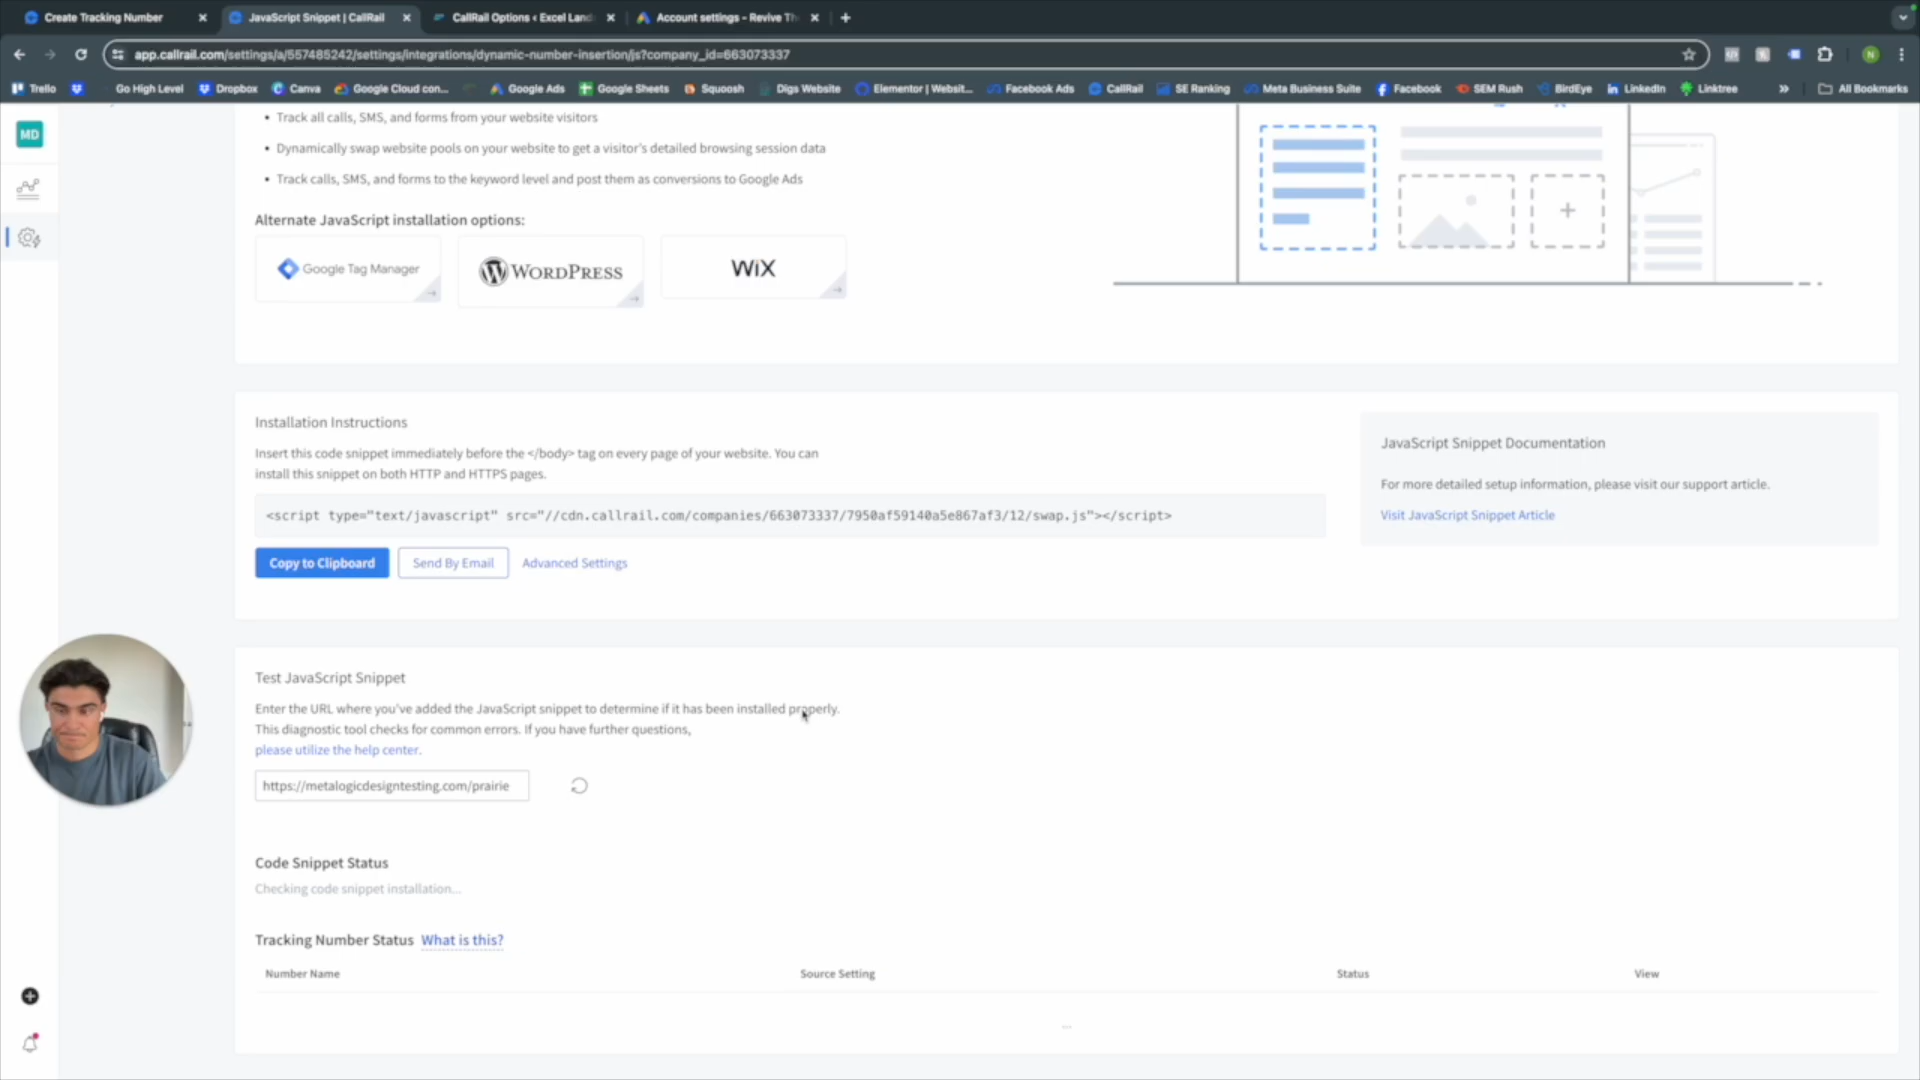 Create Tracking Number
JavaScript Snippet | CallRail
CallRail Options ‹ Excel Land
Account settings - Revive Th
app.callrail.com/settings/a/557485242/settings/integrations/dynamic-number-insertion/js?company_id=663073337
N
Trello
Go High Level
Dropbox
Canva
Google Cloud con...
Google Ads
Google Sheets
Squoosh
Digs Website
Elementor | Websit...
Facebook Ads
CallRail
SE Ranking
Meta Business Suite
Facebook
SEM Rush
BirdEye
LinkedIn
Linktree
»
All Bookmarks
MD
• Track all calls, SMS, and forms from your website visitors
• Dynamically swap website pools on your website to get a visitor's detailed browsing session data
• Track calls, SMS, and forms to the keyword level and post them as conversions to Google Ads
Alternate JavaScript installation options:
Google Tag Manager
WORDPRESS
WIX
Installation Instructions
Insert this code snippet immediately before the </body> tag on every page of your website. You can
install this snippet on both HTTP and HTTPS pages.
<script type="text/javascript" src="//cdn.callrail.com/companies/663073337/7950af59140a5e867af3/12/swap.js"></script>
Copy to Clipboard
Send By Email
Advanced Settings
JavaScript Snippet Documentation
For more detailed setup information, please visit our support article.
Visit JavaScript Snippet Article
Test JavaScript Snippet
Enter the URL where you've added the JavaScript snippet to determine if it has been installed properly.
This diagnostic tool checks for common errors. If you have further questions,
please utilize the help center.
https://metalogicdesigntesting.com/prairie
Code Snippet Status
Checking code snippet installation...
Tracking Number Status What is this?
Number Name
Source Setting
Status
View
...